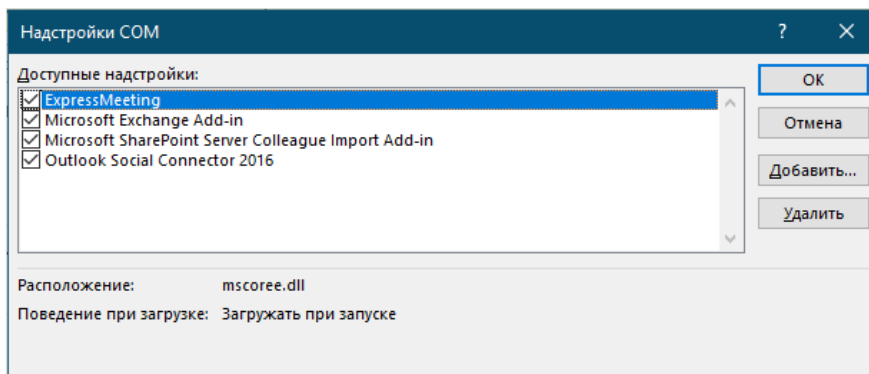 Надстройки COM
?
Доступные надстройки:
ExpressMeeting
Microsoft Exchange Add-in
Microsoft SharePoint Server Colleague Import Add-in
Outlook Social Connector 2016
OK
Отмена
Добавить...
Удалить
Расположение: mscoree.dll
Поведение при загрузке: Загружать при запуске